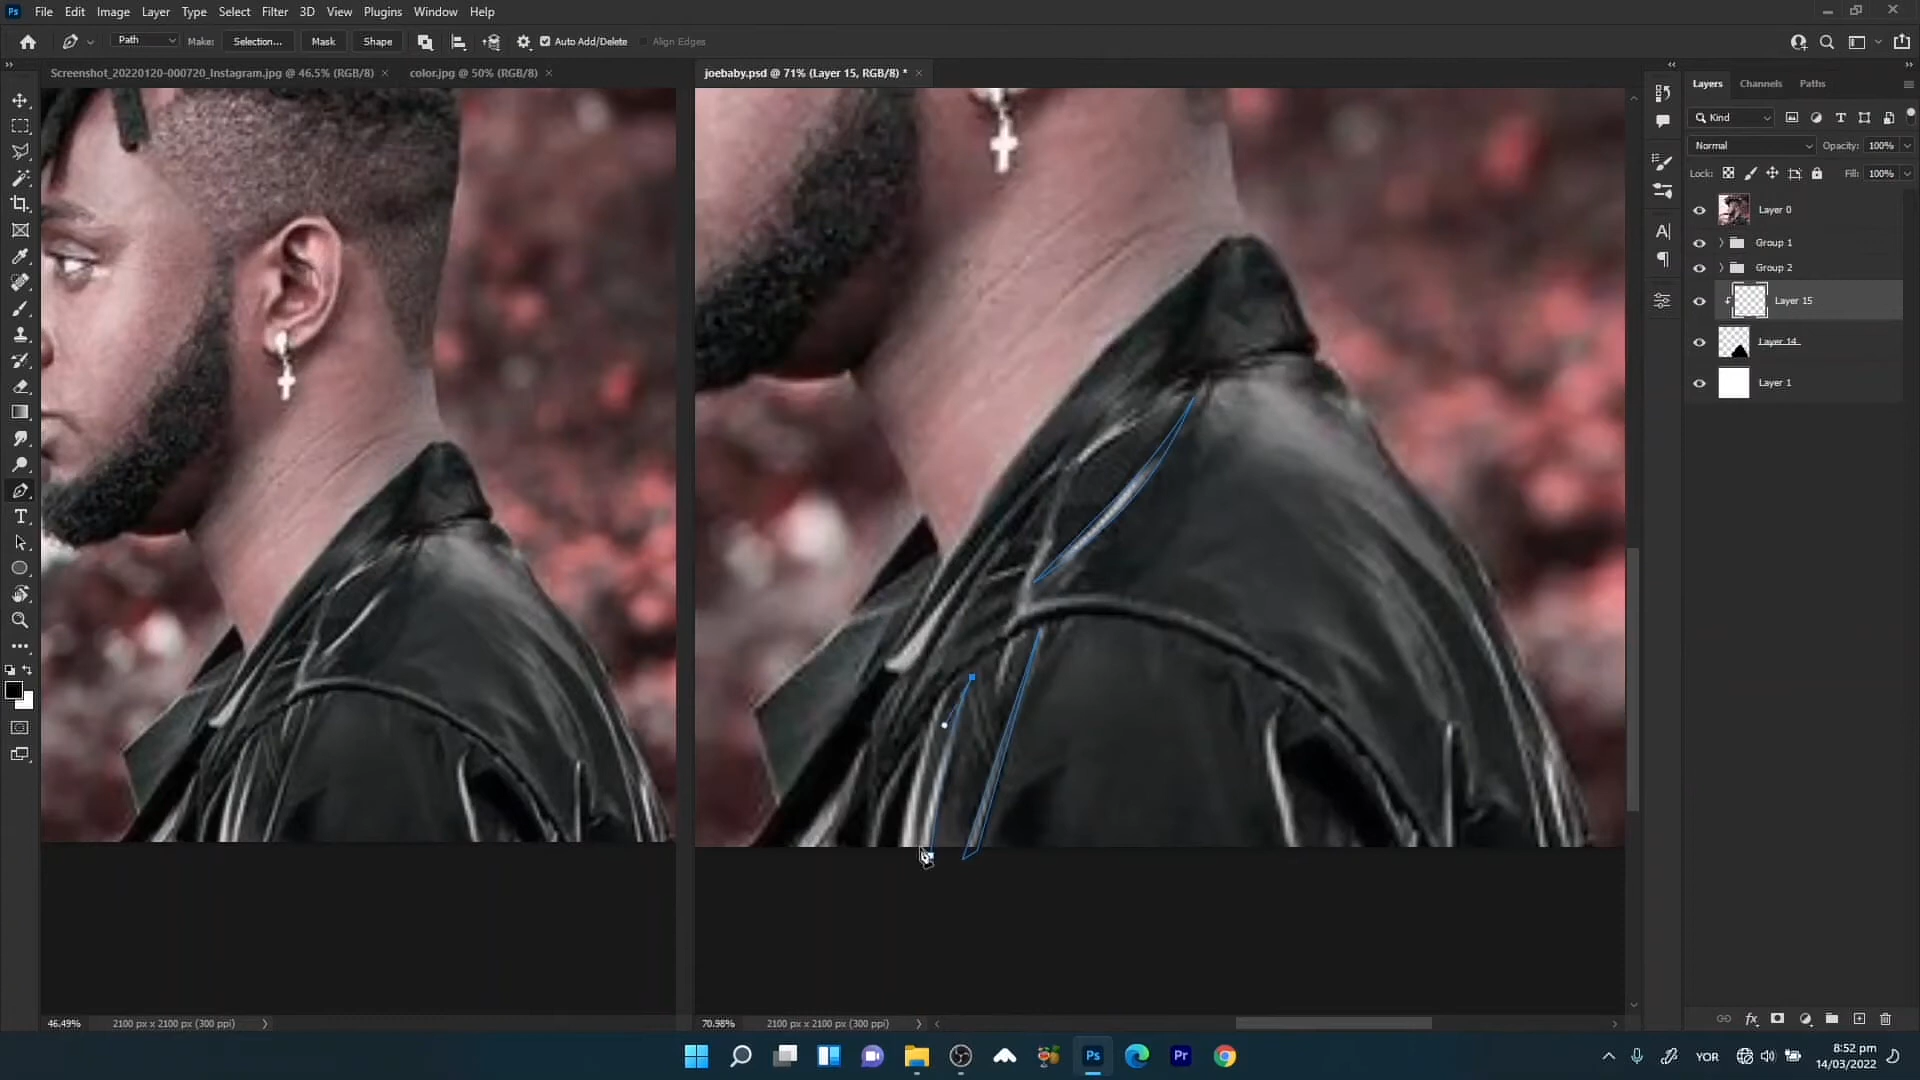 Ps File Edit Image Layer Type Select Filter 3D View Plugins Window Help
Path Make: Selection... Mask Shape Auto Add/Delete Align Edges
Screenshot_20220120-000720_Instagram.jpg @ 46.5% (RGB/8) × color.jpg @ 50% (RGB/8) × joebaby.psd @ 71% (Layer 15, RGB/8) * ×
Layers Channels Paths
Kind
Normal Opacity: 100%
Lock: Fill: 100%
Layer 0
Group 1
Group 2
Layer 15
Layer 14
Layer 1
46.49% 2100 px x 2100 px (300 ppi) 70.98% 2100 px x 2100 px (300 ppi)
Ps Pr YOR 8:52 pm
14/03/2022